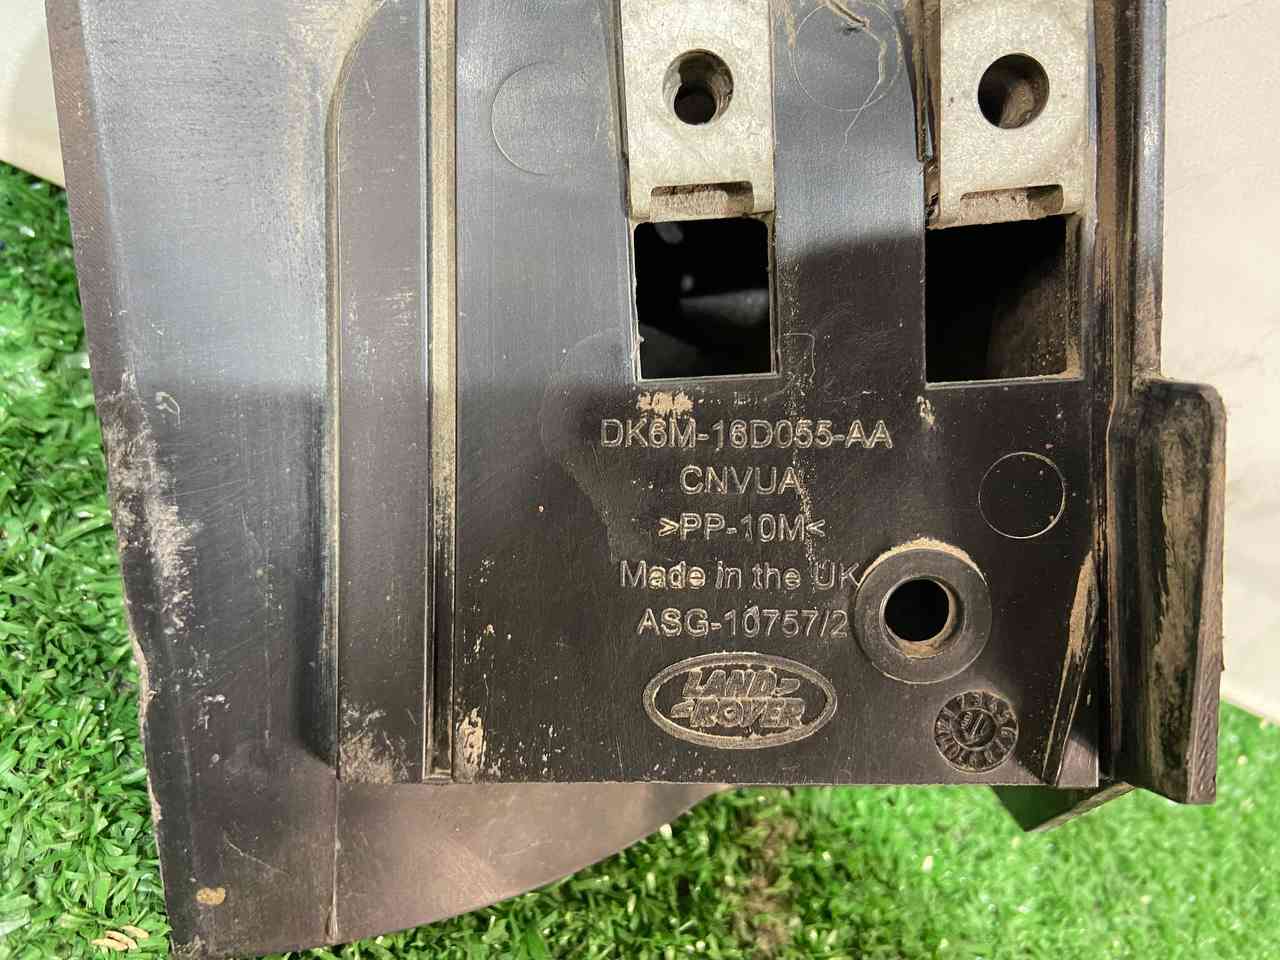 DK6M-16D055-AA
CNVUA
>PP-10M<
Made in the UK
ASG-10757/2
LAND
ROVER